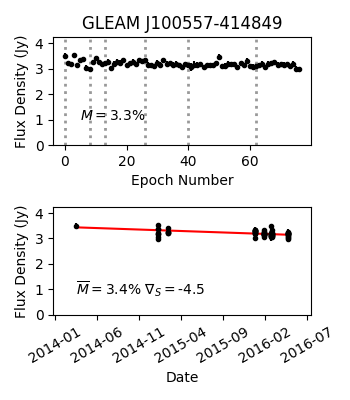 GLEAM J100557-414849
Flux Density (Jy)
4
3
2
1
0
M = 3.3%
0 20 40 60
Epoch Number
Flux Density (Jy)
4
3
2
1
0
M̅ = 3.4% ∇S = -4.5
2014-01 2014-06 2014-11 2015-04 2015-09 2016-02 2016-07
Date